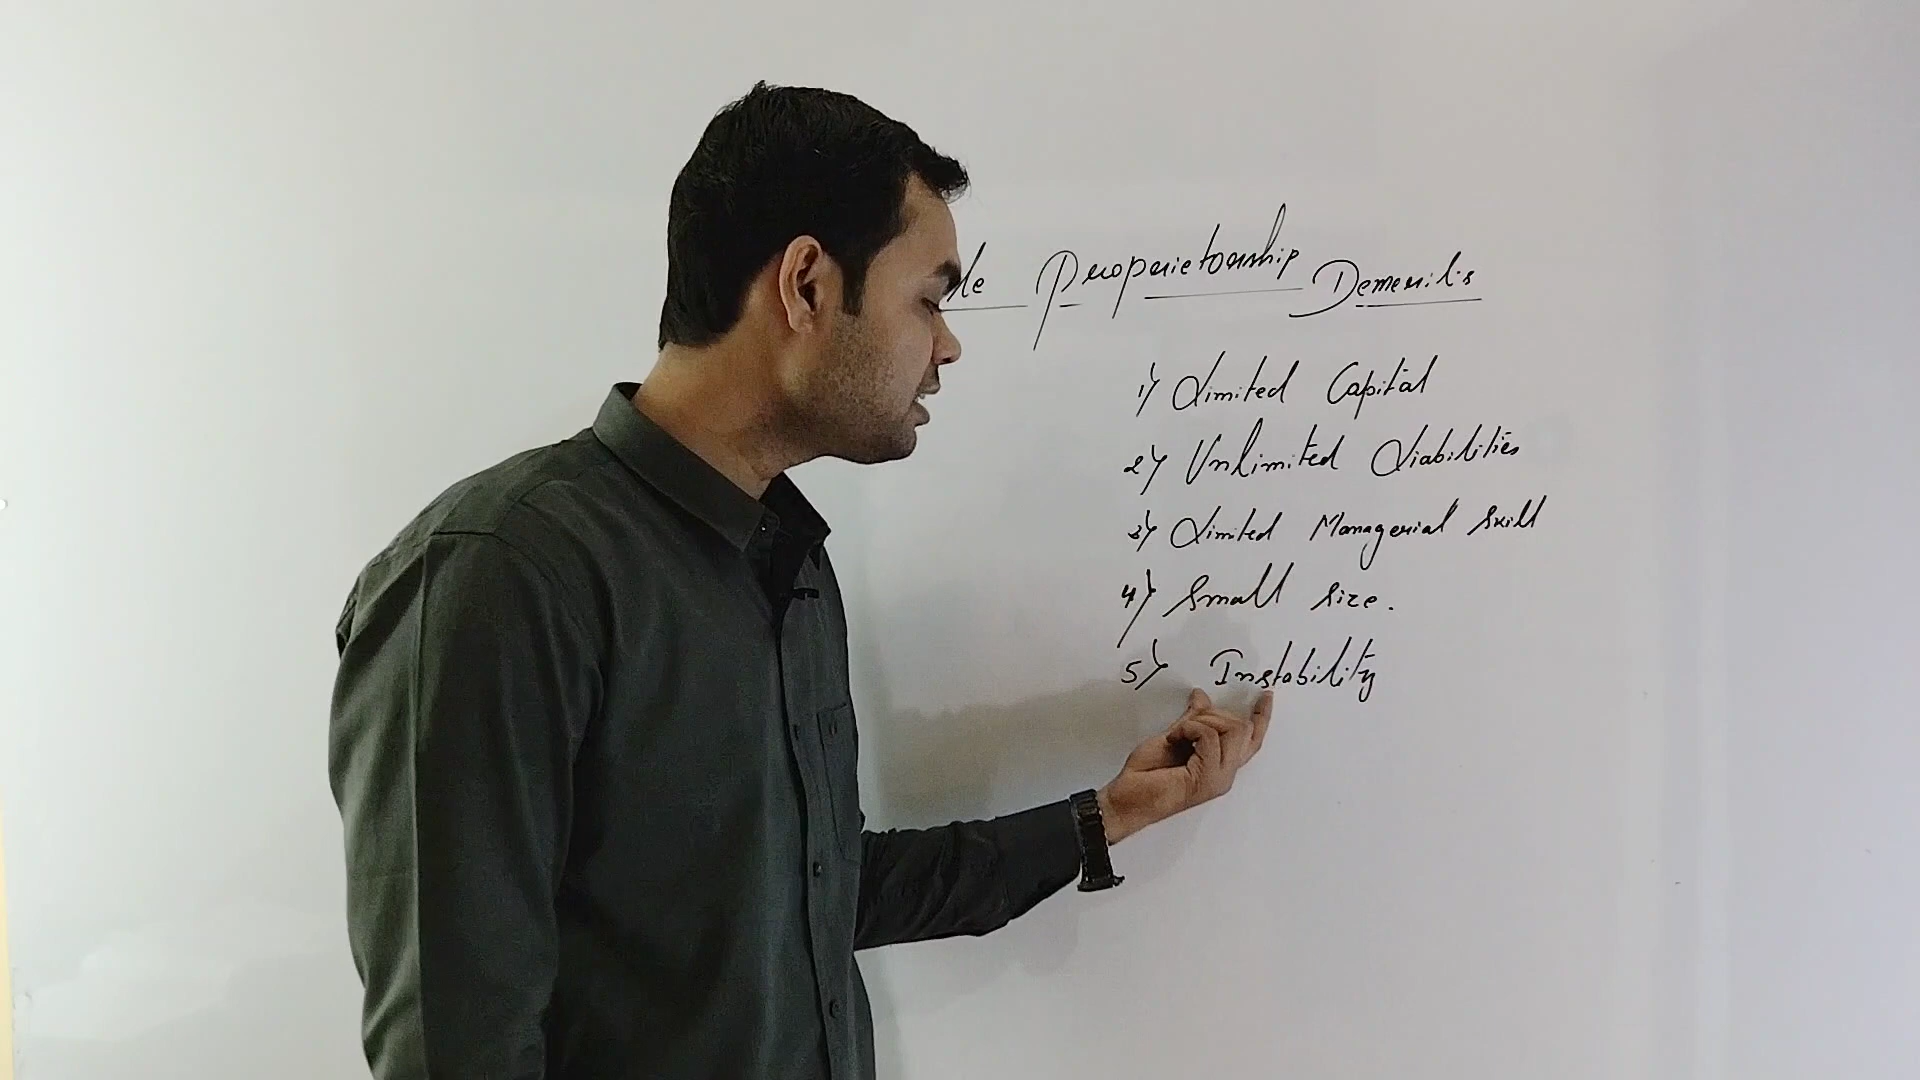 le Proprietorship Demerits
1) Limited Capital
2) Unlimited Liabilities
3) Limited Managerial Skill
4) Small size.
5) Instability